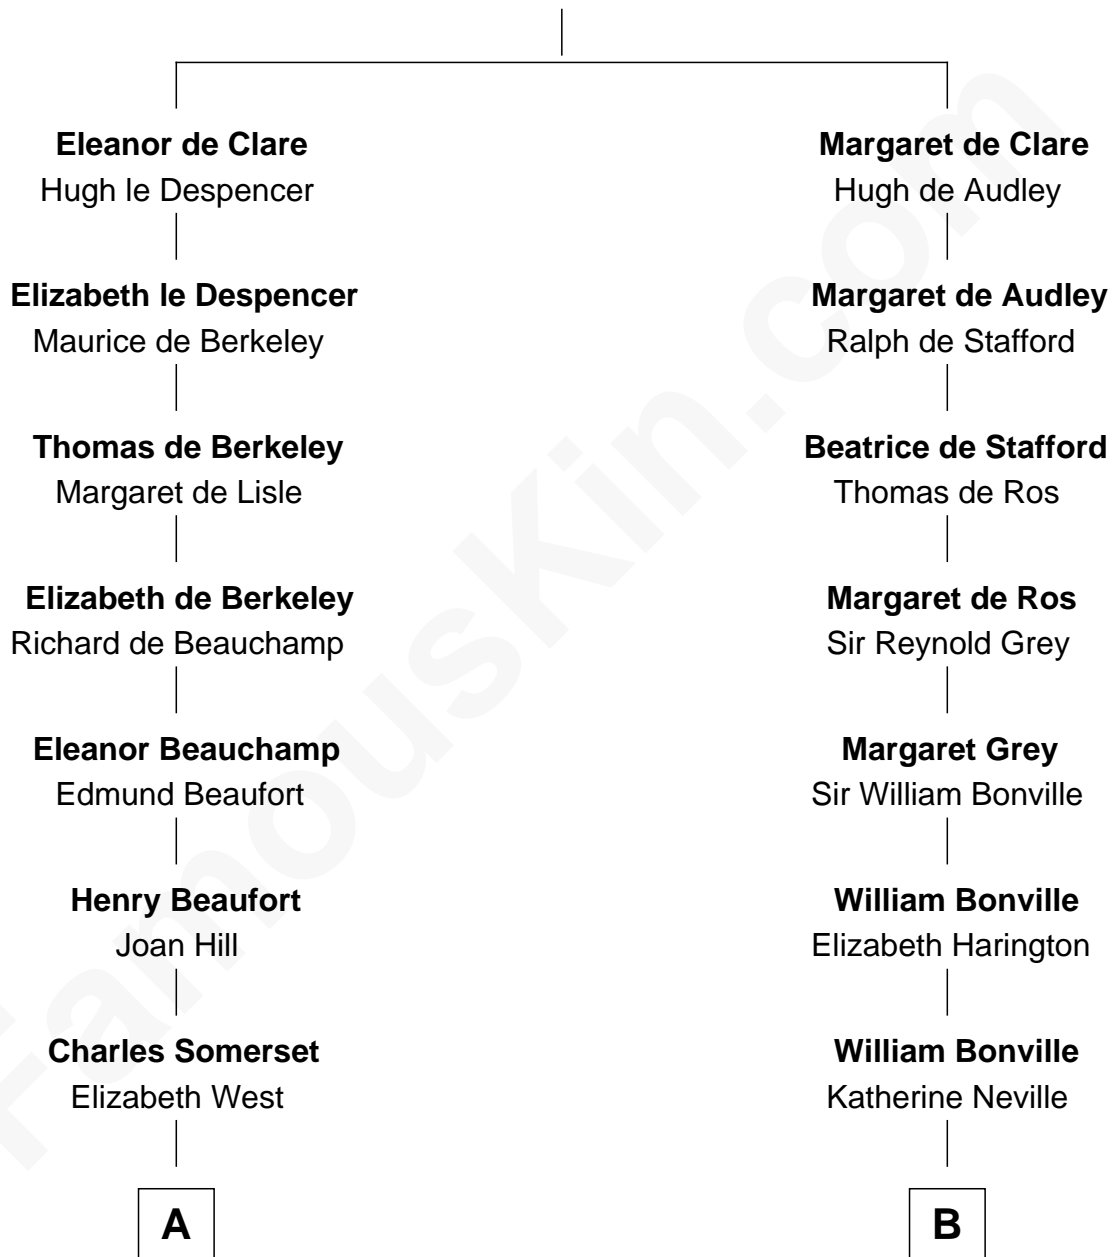 Eleanor de Clare
Hugh le Despencer
Elizabeth le Despencer
Maurice de Berkeley
Thomas de Berkeley
Margaret de Lisle
Elizabeth de Berkeley
Richard de Beauchamp
Eleanor Beauchamp
Edmund Beaufort
Henry Beaufort
Joan Hill
Charles Somerset
Elizabeth West
A
Margaret de Clare
Hugh de Audley
Margaret de Audley
Ralph de Stafford
Beatrice de Stafford
Thomas de Ros
Margaret de Ros
Sir Reynold Grey
Margaret Grey
Sir William Bonville
William Bonville
Elizabeth Harington
William Bonville
Katherine Neville
B
FamousKin.com